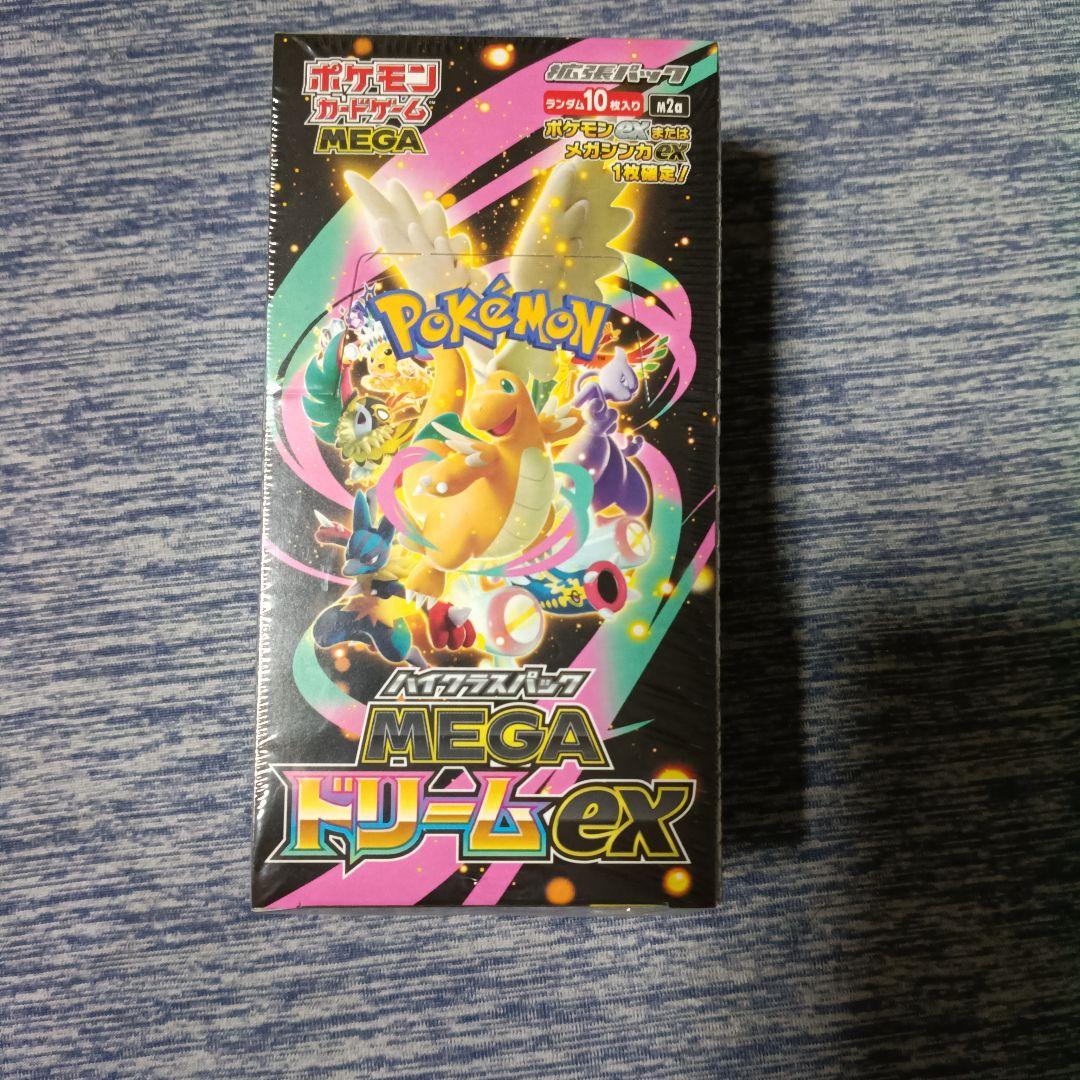 ポケモン
カードゲーム™
MEGA
拡張パック
ランダム10枚入り M2a
ポケモンexまたは
メガシンカex
1枚確定!
POKéMON™
ハイクラスパック
MEGA
ドリームex